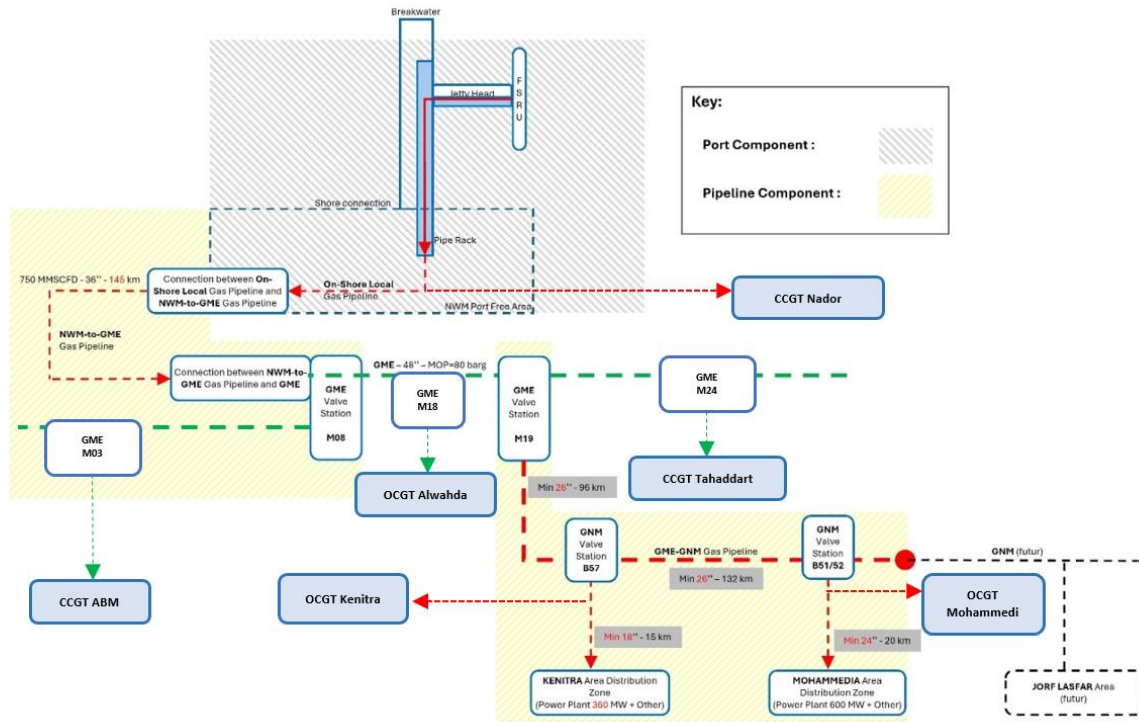 Breakwater
Jetty Head
F
S
R
U
Key:
Port Component :
Pipeline Component :
Shore connection
Pipe Rack
750 MMSCFD - 36'' - 145 km
Connection between On-
Shore Local Gas Pipeline and
NWM-to-GME Gas Pipeline
On-Shore Local
Gas Pipeline
NWM Port Free Area
CCGT Nador
NWM-to-GME
Gas Pipeline
Connection between NWM-to-
GME Gas Pipeline and GME
GME
Valve
Station
M08
GME – 48'' – MOP=80 barg
GME
M18
GME
Valve
Station
M19
GME
M24
GME
M03
OCGT Alwahda
CCGT Tahaddart
Min 26'' - 96 km
GNM
Valve
Station
B57
GME-GNM Gas Pipeline
Min 26'' – 132 km
GNM
Valve
Station
B51/52
GNM (futur)
CCGT ABM
OCGT Kenitra
OCGT
Mohammedi
Min 18'' - 15 km
Min 24'' - 20 km
KENITRA Area Distribution
Zone
(Power Plant 360 MW + Other)
MOHAMMEDIA Area
Distribution Zone
(Power Plant 600 MW + Other)
JORF LASFAR Area
(futur)